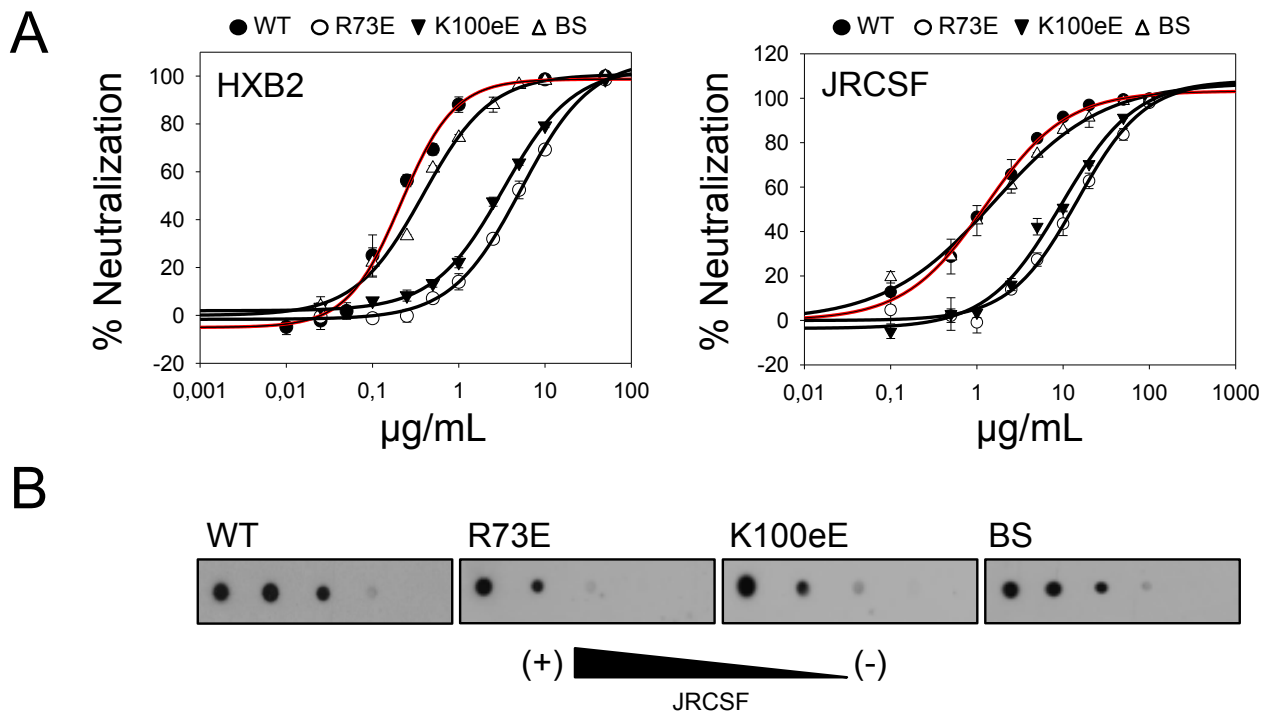 A
● WT ○ R73E ▼ K100eE △ BS
HXB2
% Neutralization
100
80
60
40
20
0
-20
0,001 0,01 0,1 1 10 100
µg/mL
● WT ○ R73E ▼ K100eE △ BS
JRCSF
% Neutralization
120
100
80
60
40
20
0
-20
0,01 0,1 1 10 100 1000
µg/mL
B
WT R73E K100eE BS
(+) (-)
JRCSF